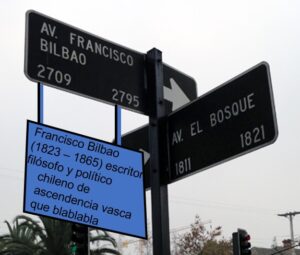 AV. FRANCISCO
BILBAO
2709 2795
AV. EL BOSQUE
1811 1821
Francisco Bilbao
(1823 – 1865) escritor
filósofo y político
chileno de
ascendencia vasca
que blablabla